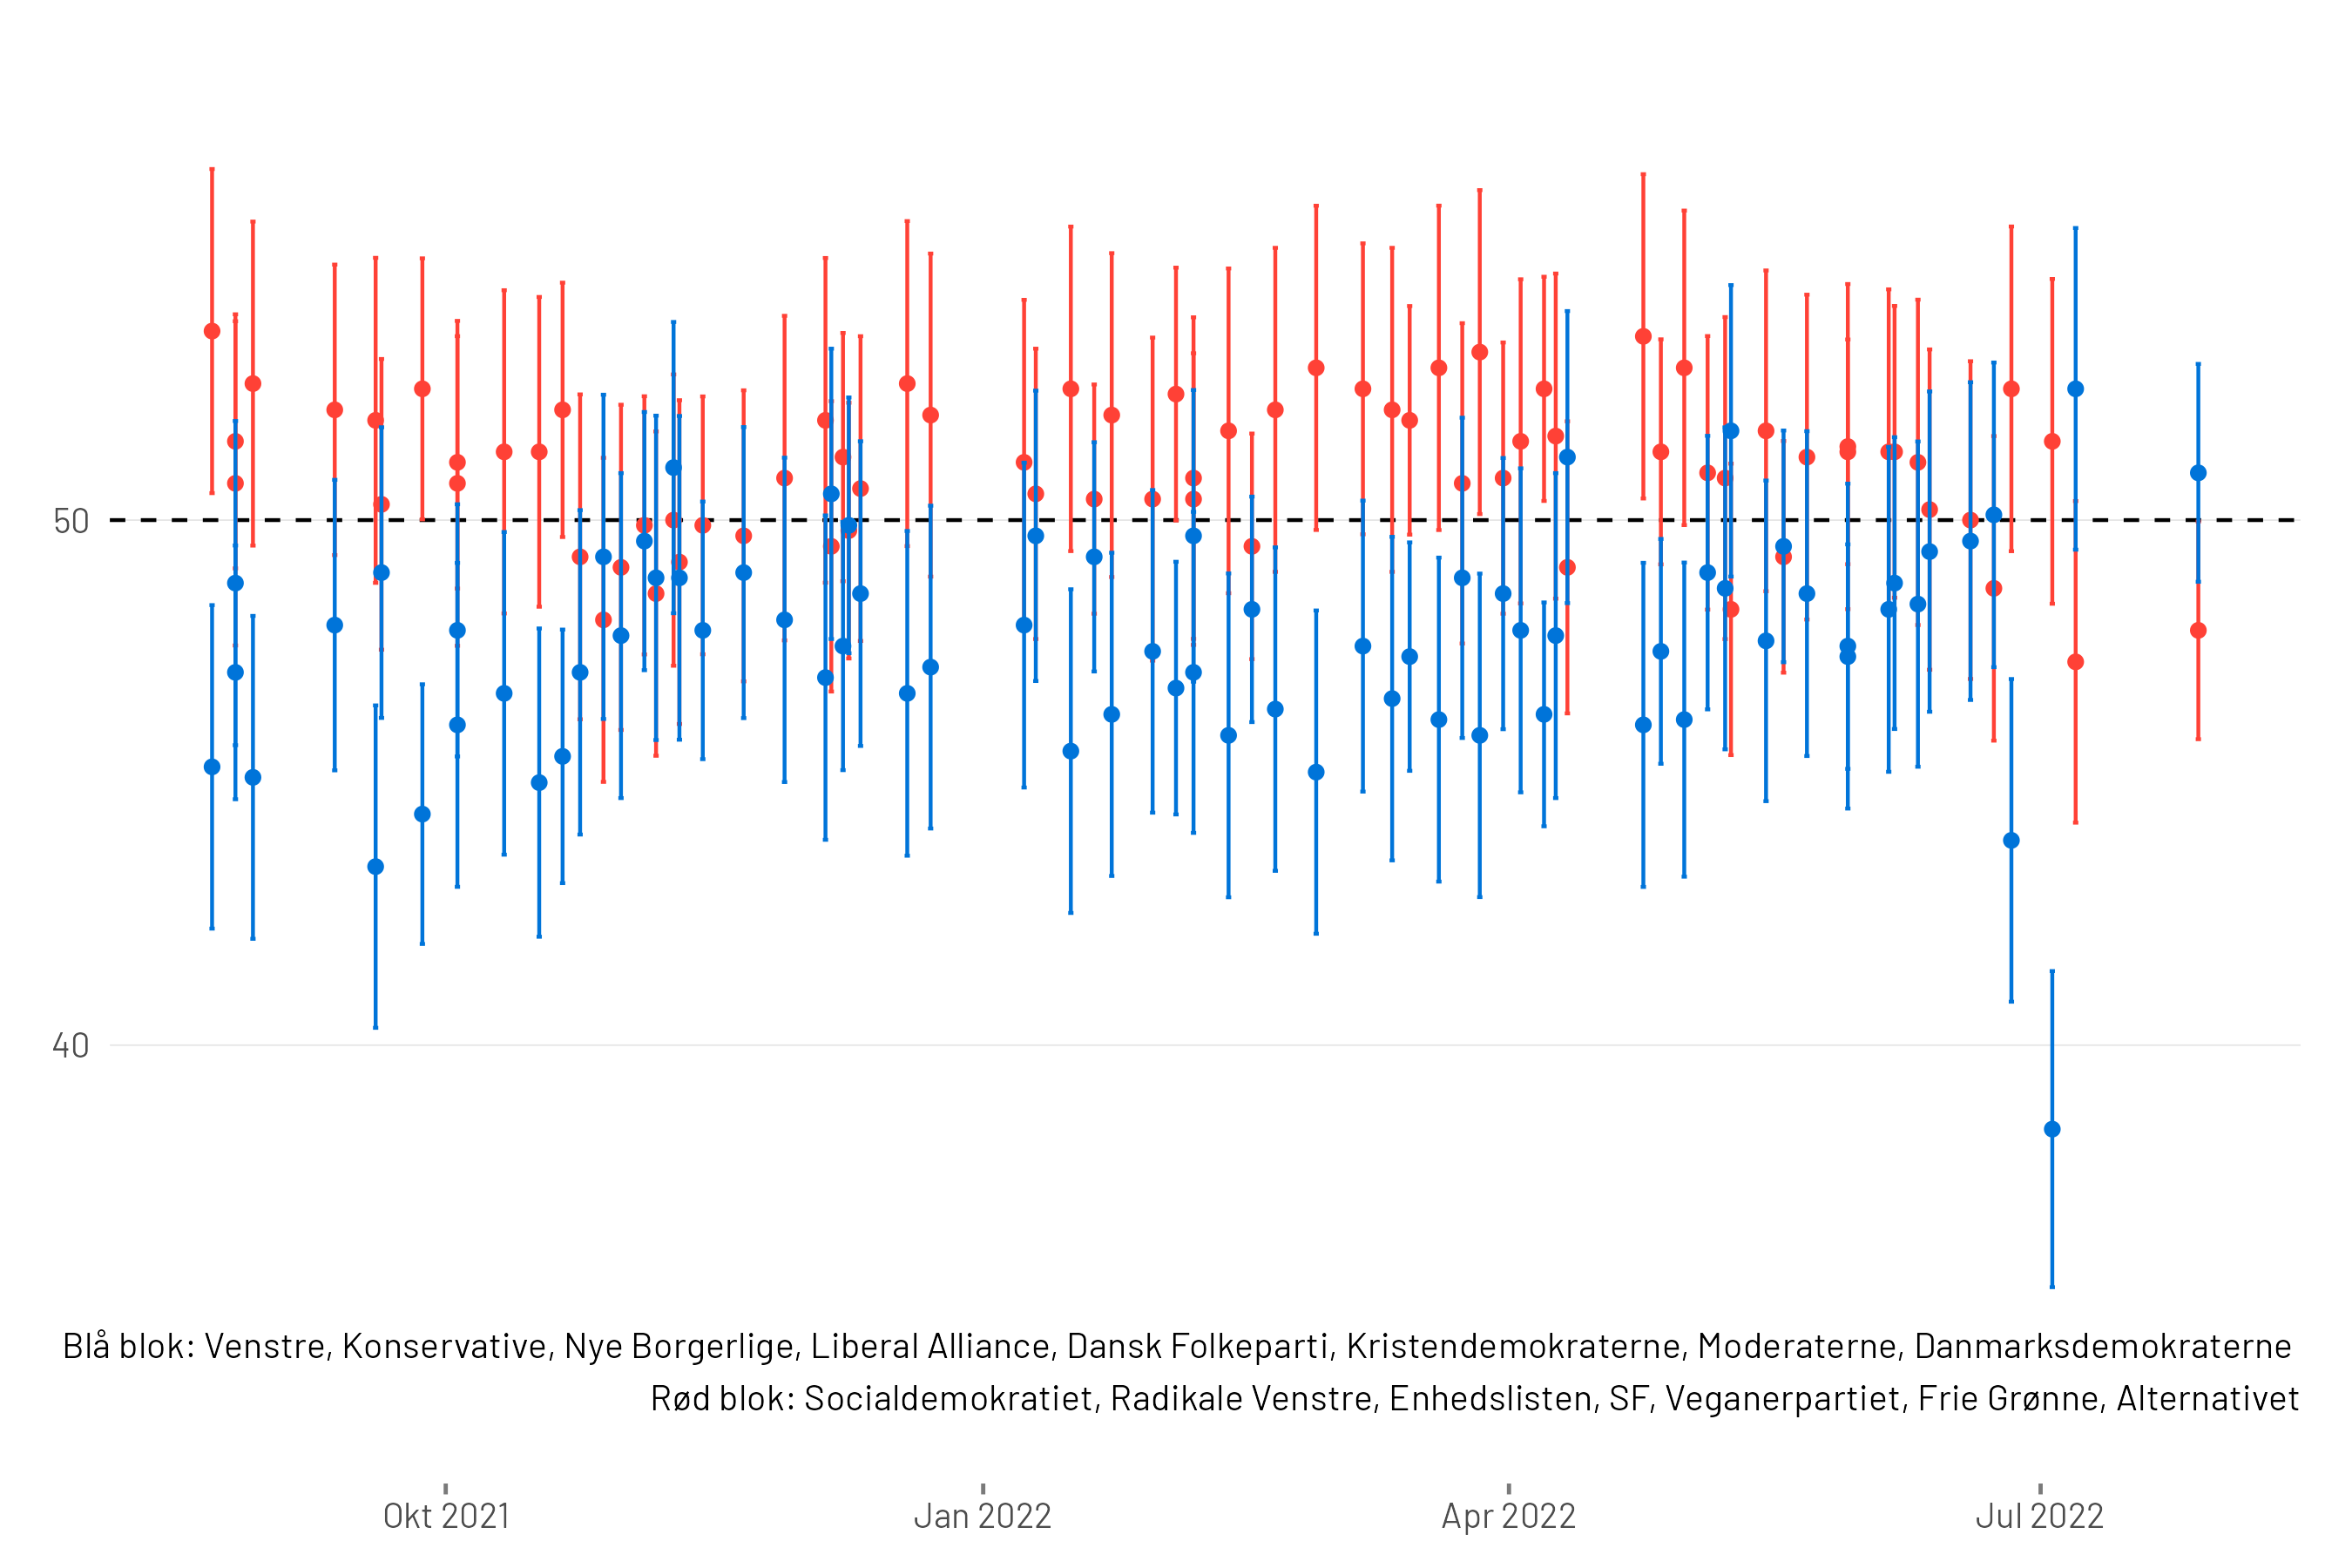 50
40
Blå blok: Venstre, Konservative, Nye Borgerlige, Liberal Alliance, Dansk Folkeparti, Kristendemokraterne, Moderaterne, Danmarksdemokraterne
Rød blok: Socialdemokratiet, Radikale Venstre, Enhedslisten, SF, Veganerpartiet, Frie Grønne, Alternativet
Okt 2021 Jan 2022 Apr 2022 Jul 2022